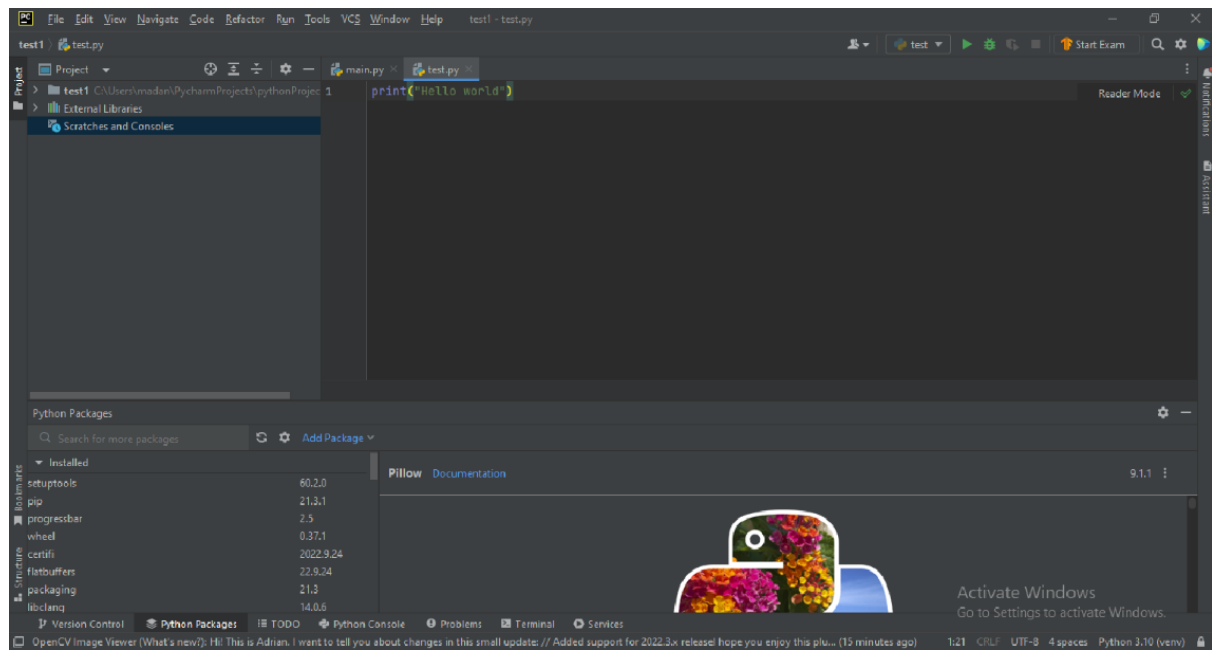 PC File Edit View Navigate Code Refactor Run Tools VCS Window Help test1 - test.py
test1 test.py
test
Start Exam
Project
Project
main.py
test.py
test1 C:\Users\madan\PycharmProjects\pythonProjec
External Libraries
Scratches and Consoles
1 print("Hello world")
Reader Mode
Notifications
Assistant
Python Packages
Search for more packages
Add Package
Installed
setuptools 60.2.0
pip 21.3.1
progressbar 2.5
wheel 0.37.1
certifi 2022.9.24
flatbuffers 22.9.24
packaging 21.3
libclang 14.0.6
Pillow Documentation 9.1.1
Bookmarks
Structure
Activate Windows
Go to Settings to activate Windows.
Version Control Python Packages TODO Python Console Problems Terminal Services
OpenCV Image Viewer (What's new?): Hi! This is Adrian. I want to tell you about changes in this small update: // Added support for 2022.3.x release! hope you enjoy this plu... (15 minutes ago) 1:21 CRLF UTF-8 4 spaces Python 3.10 (venv)